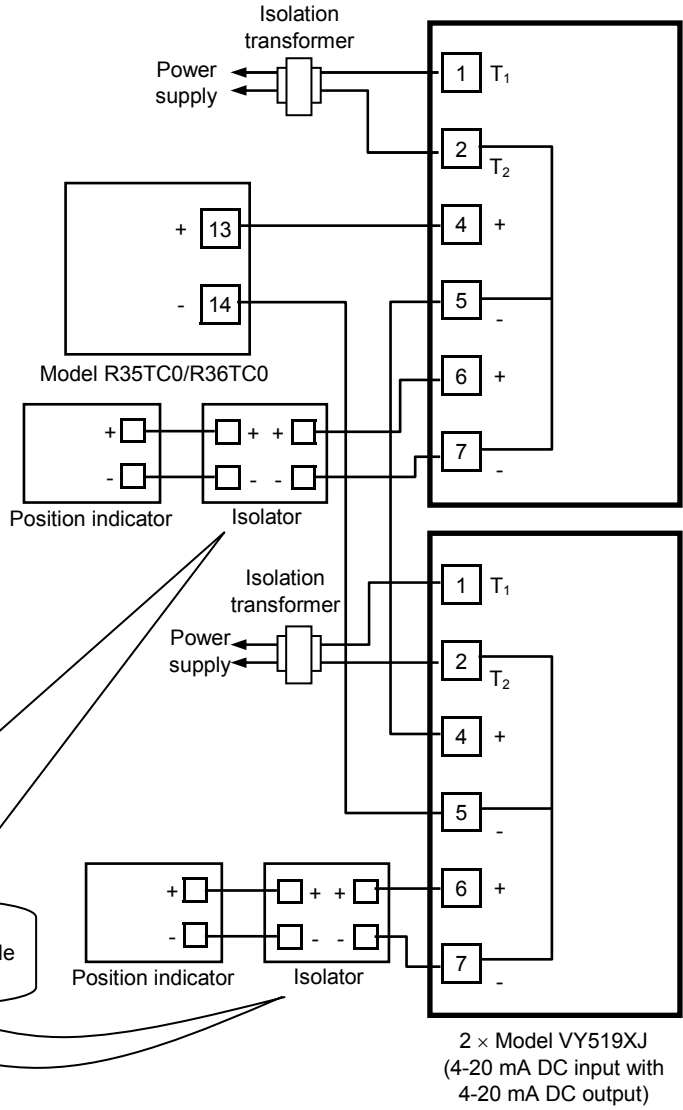 Isolation
transformer
Power
supply
1 T₁
2
T₂
+ 13
4 +
- 14
5
-
Model R35TC0/R36TC0
6 +
+ + +
7
-
- - -
Position indicator
Isolator
Isolation
transformer
1 T₁
Power
supply
2
T₂
4 +
5
-
6 +
+ + +
- - -
7
-
Position indicator
Isolator
2 × Model VY519XJ
(4-20 mA DC input with
4-20 mA DC output)